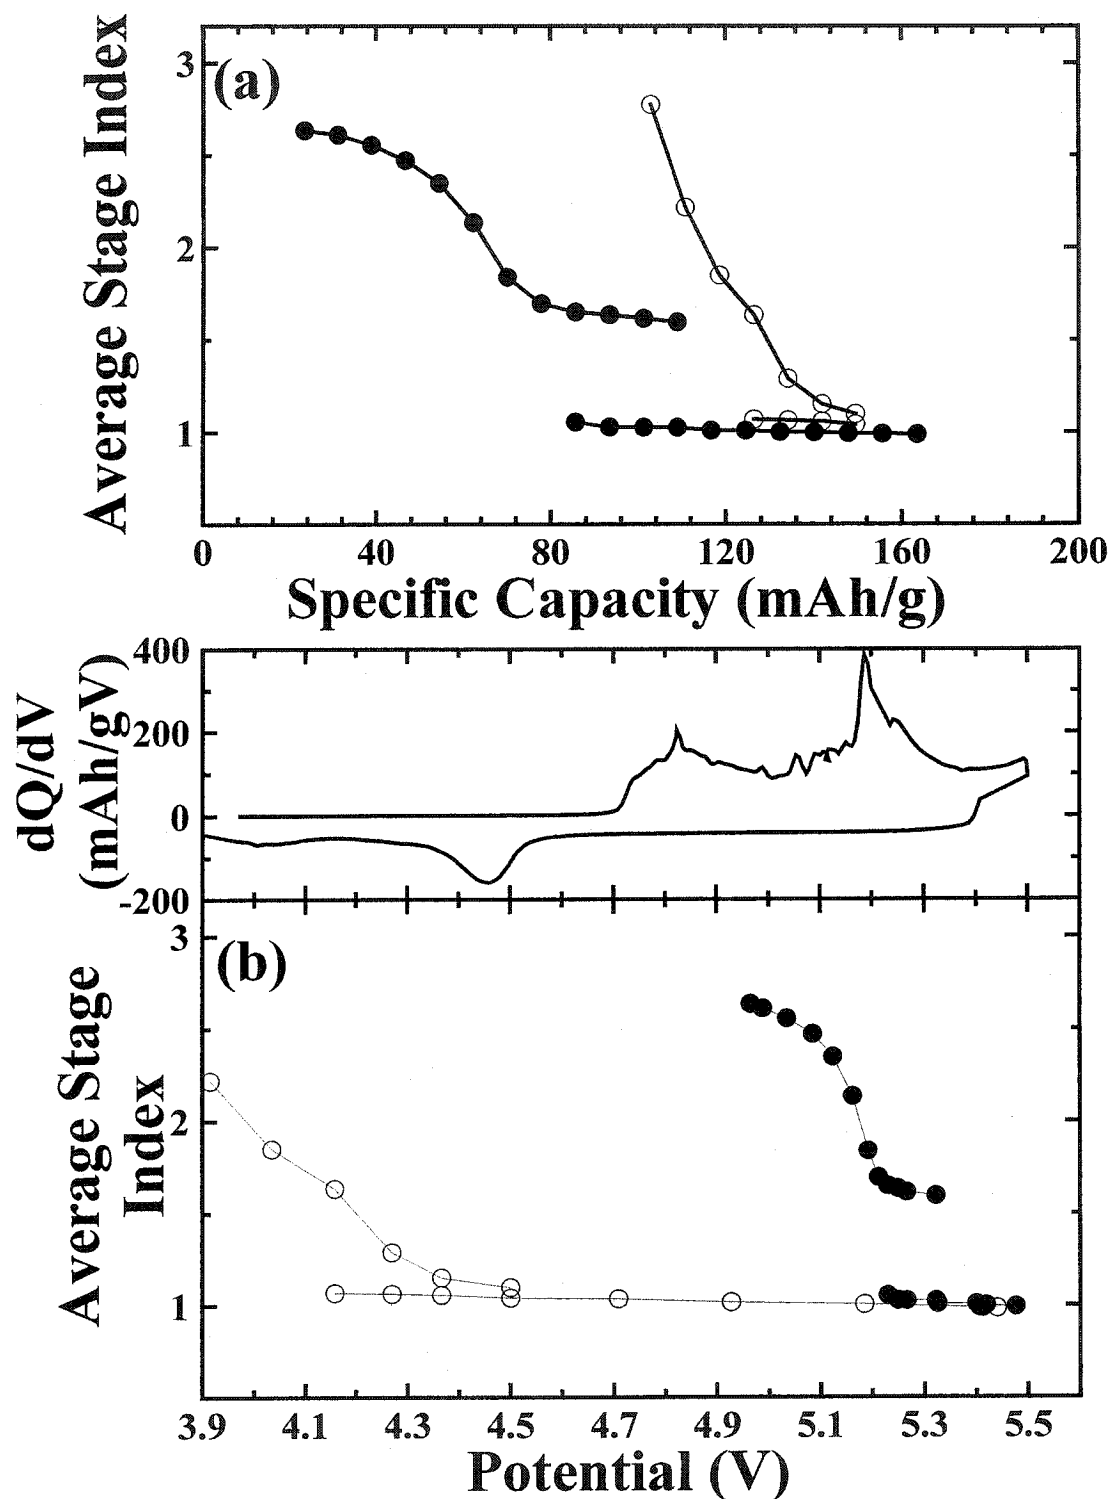 Average Stage Index
3
2
1
(a)
0 40 80 120 160 200
Specific Capacity (mAh/g)
dQ/dV
(mAh/gV)
400
200
0
-200
Average Stage
Index
3
2
1
(b)
3.9 4.1 4.3 4.5 4.7 4.9 5.1 5.3 5.5
Potential (V)